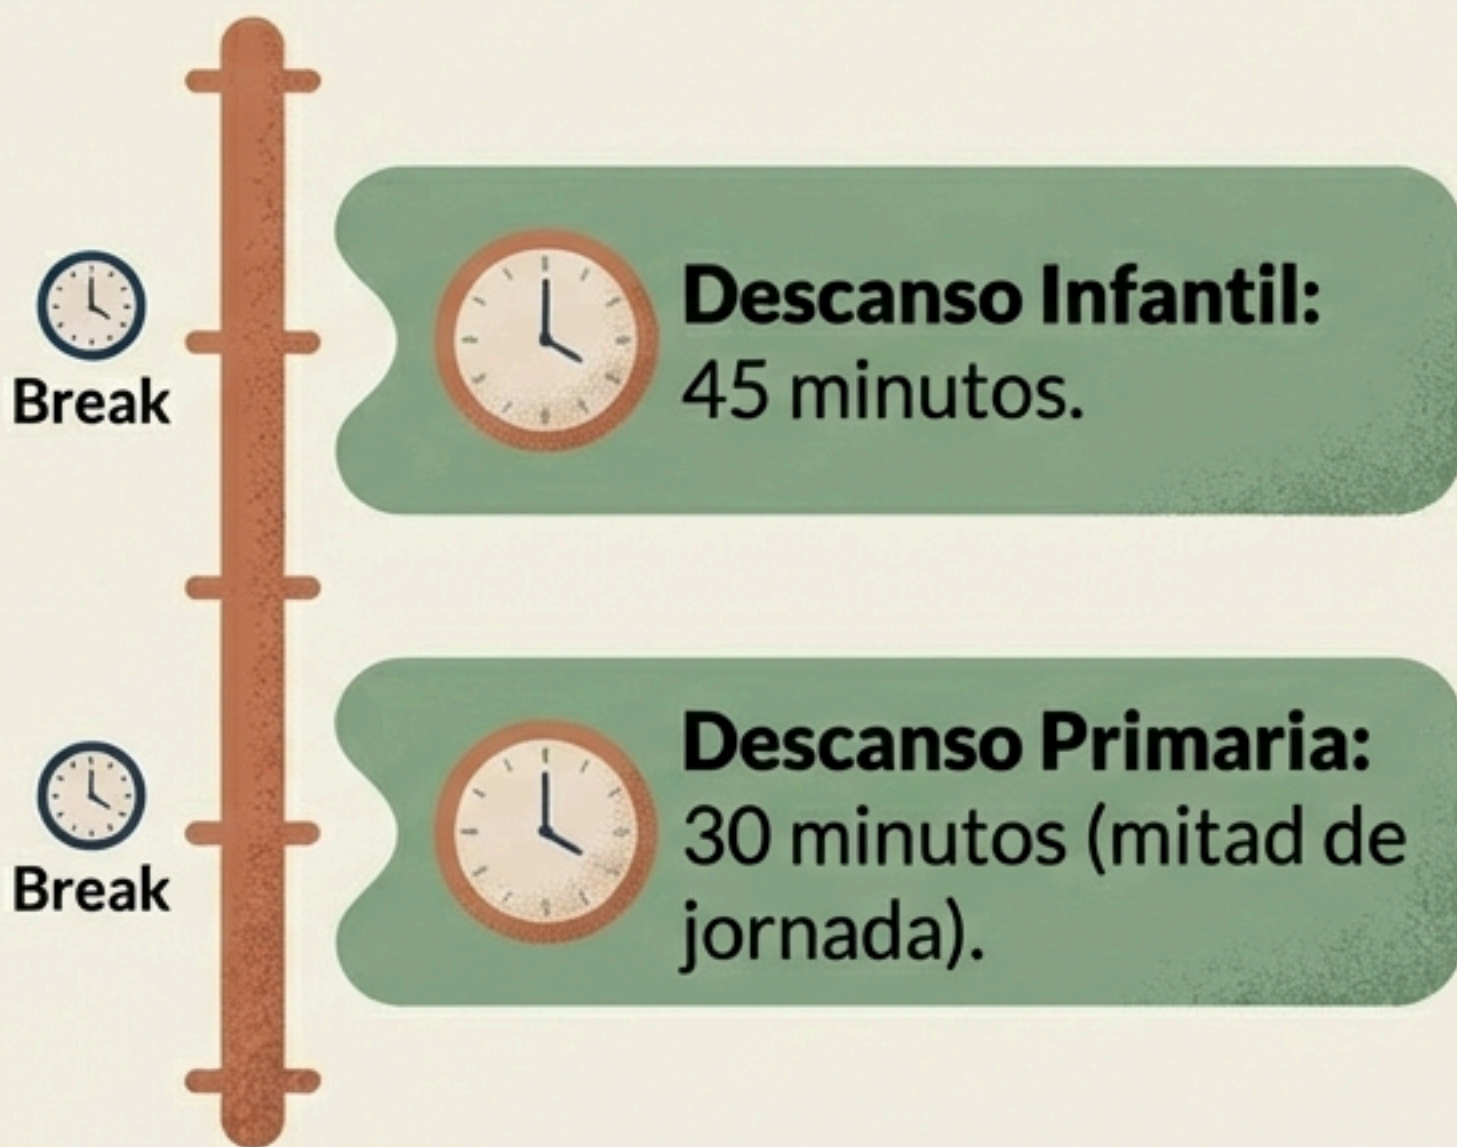 Break
Descanso Infantil:
45 minutos.
Break
Descanso Primaria:
30 minutos (mitad de
jornada).